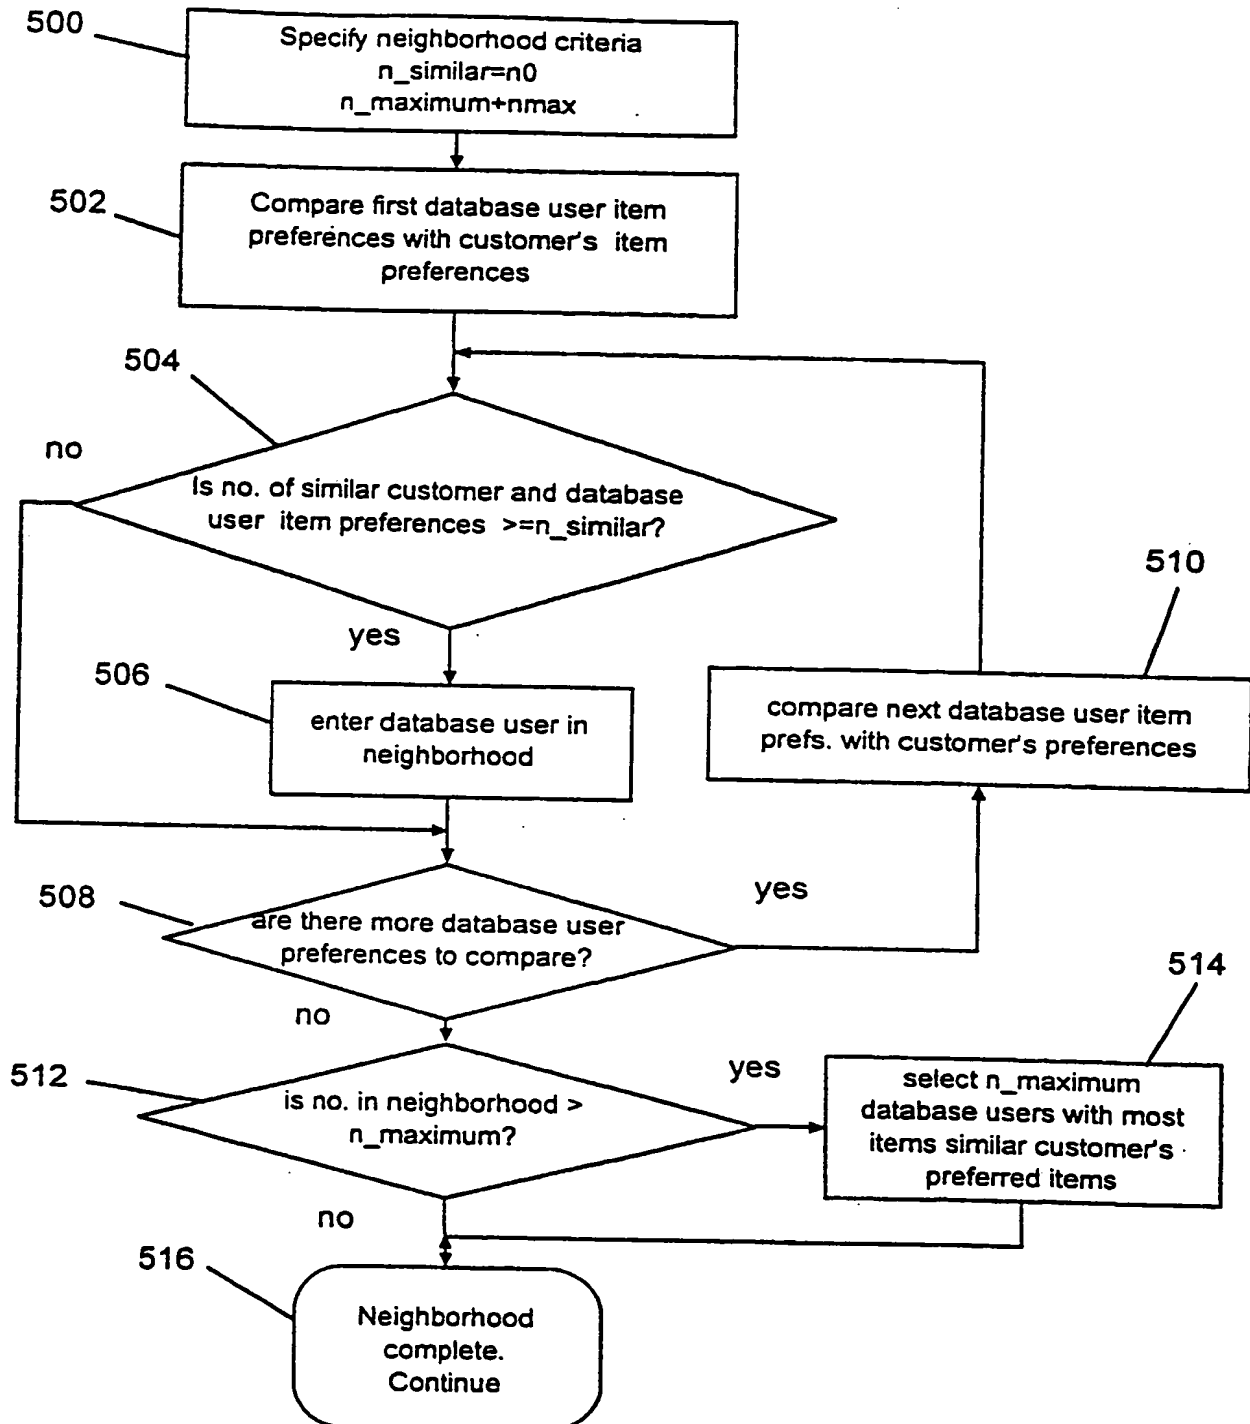 500
Specify neighborhood criteria
n_similar=n0
n_maximum+nmax
502
Compare first database user item
preferences with customer's item
preferences
504
no
Is no. of similar customer and database
user item preferences >=n_similar?
yes
506
enter database user in
neighborhood
510
compare next database user item
prefs. with customer's preferences
508
are there more database user
preferences to compare?
yes
no
512
is no. in neighborhood >
n_maximum?
yes
514
select n_maximum
database users with most
items similar customer's
preferred items
no
516
Neighborhood
complete.
Continue